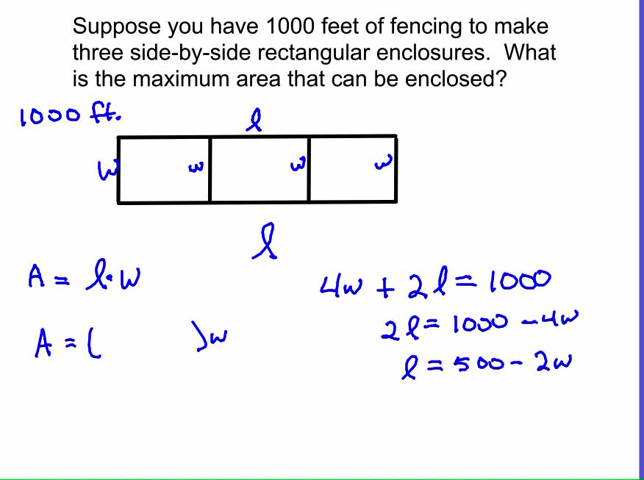 Suppose you have 1000 feet of fencing to make
three side-by-side rectangular enclosures. What
is the maximum area that can be enclosed?
1000 ft.
l
w w w w
l
A = l·w
4w + 2l = 1000
2l = 1000 - 4w
A = ( )w
l = 500 - 2w